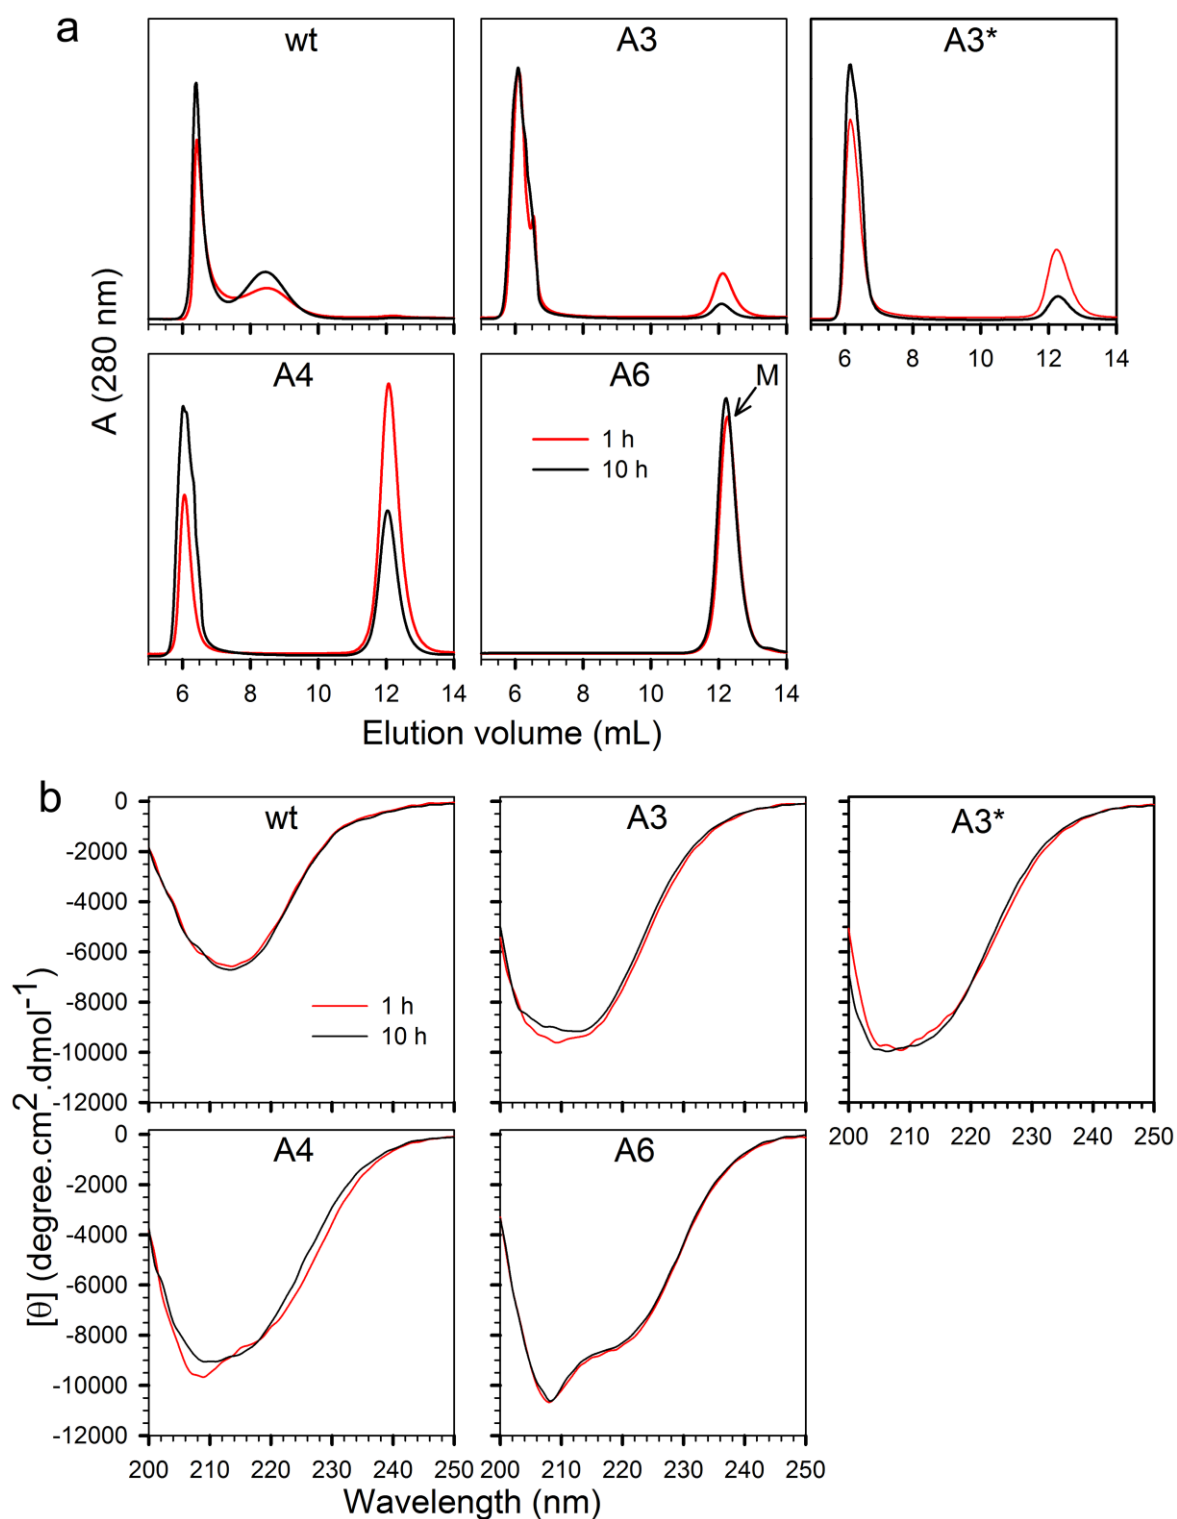 a
wt
A3
A3*
6 8 10 12 14
A4
A6
M
1 h
10 h
6 8 10 12 14
6 8 10 12 14
A (280 nm)
Elution volume (mL)
b
0
-2000
-4000
-6000
-8000
-10000
-12000
wt
1 h
10 h
A3
A3*
200 210 220 230 240 250
0
-2000
-4000
-6000
-8000
-10000
-12000
A4
A6
200 210 220 230 240 250
200 210 220 230 240 250
[θ] (degree.cm².dmol⁻¹)
Wavelength (nm)